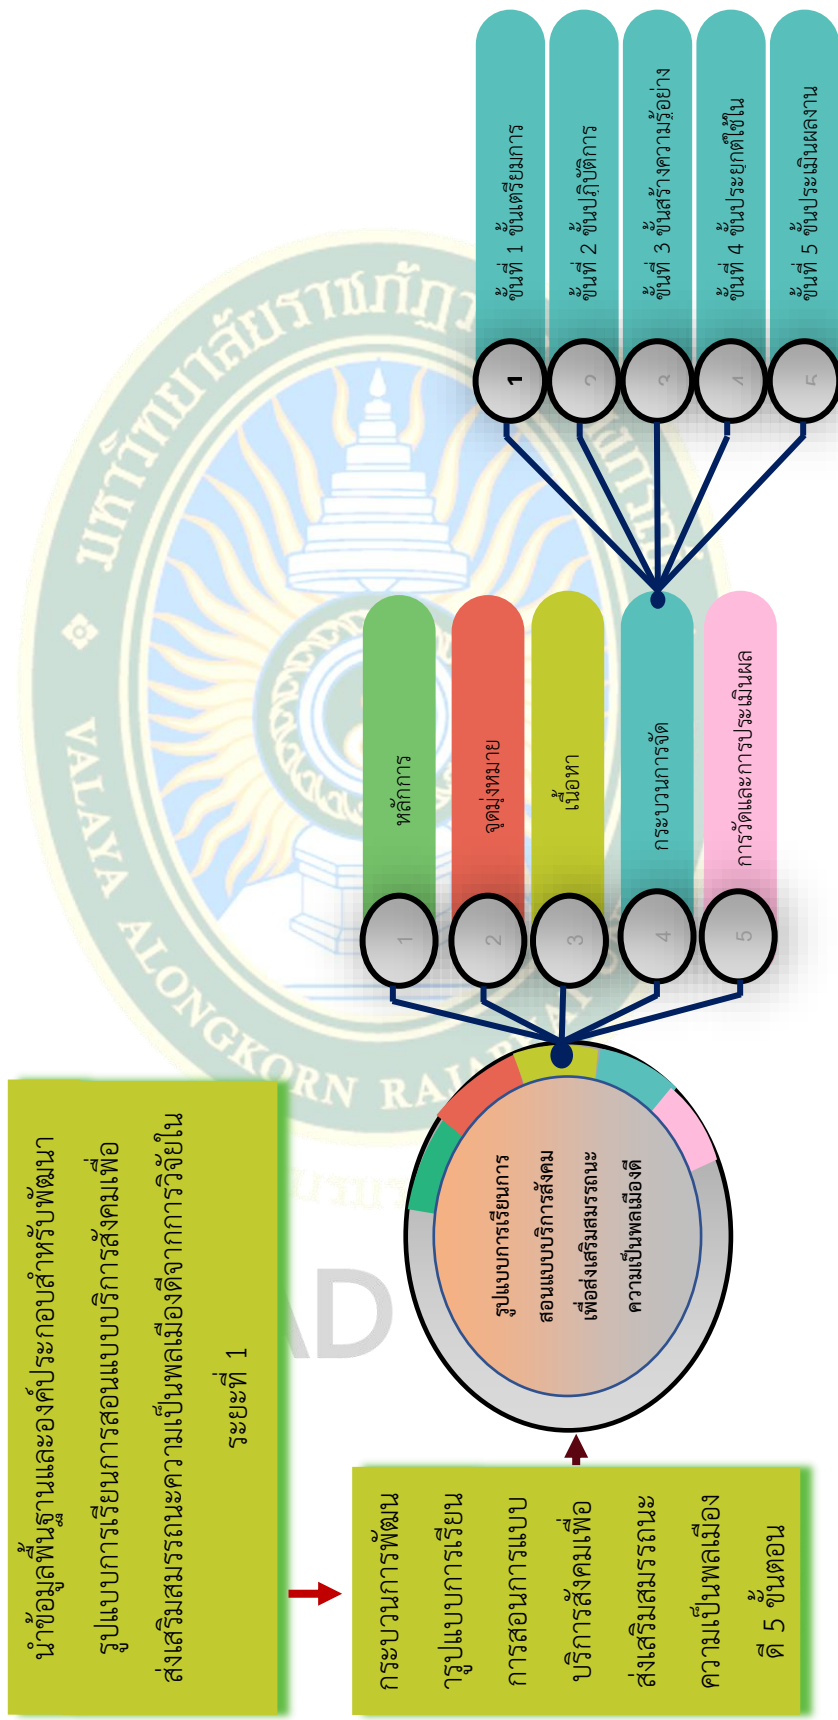 นำข้อมูลพื้นฐานและองค์ประกอบสำหรับพัฒนา
รูปแบบการเรียนการสอนแบบบริการสังคมเพื่อ
ส่งเสริมสมรรถนะความเป็นพลเมืองดีจากการวิจัยใน
ระยะที่ 1
กระบวนการพัฒน
ารูปแบบการเรียน
การสอนการแบบ
บริการสังคมเพื่อ
ส่งเสริมสมรรถนะ
ความเป็นพลเมือง
ดี 5 ขั้นตอน
รูปแบบการเรียนการ
สอนแบบบริการสังคม
เพื่อส่งเสริมสมรรถนะ
ความเป็นพลเมืองดี
1
หลักการ
2
จุดมุ่งหมาย
3
เนื้อหา
4
กระบวนการจัด
5
การวัดและการประเมินผล
1
ขั้นที่ 1 ขั้นเตรียมการ
2
ขั้นที่ 2 ขั้นปฏิบัติการ
3
ขั้นที่ 3 ขั้นสร้างความรู้อย่าง
4
ขั้นที่ 4 ขั้นประยุกต์ใช้ใน
5
ขั้นที่ 5 ขั้นประเมินผลงาน
มหาวิทยาลัยราชภัฏ
VALAYA ALONGKORN
AD